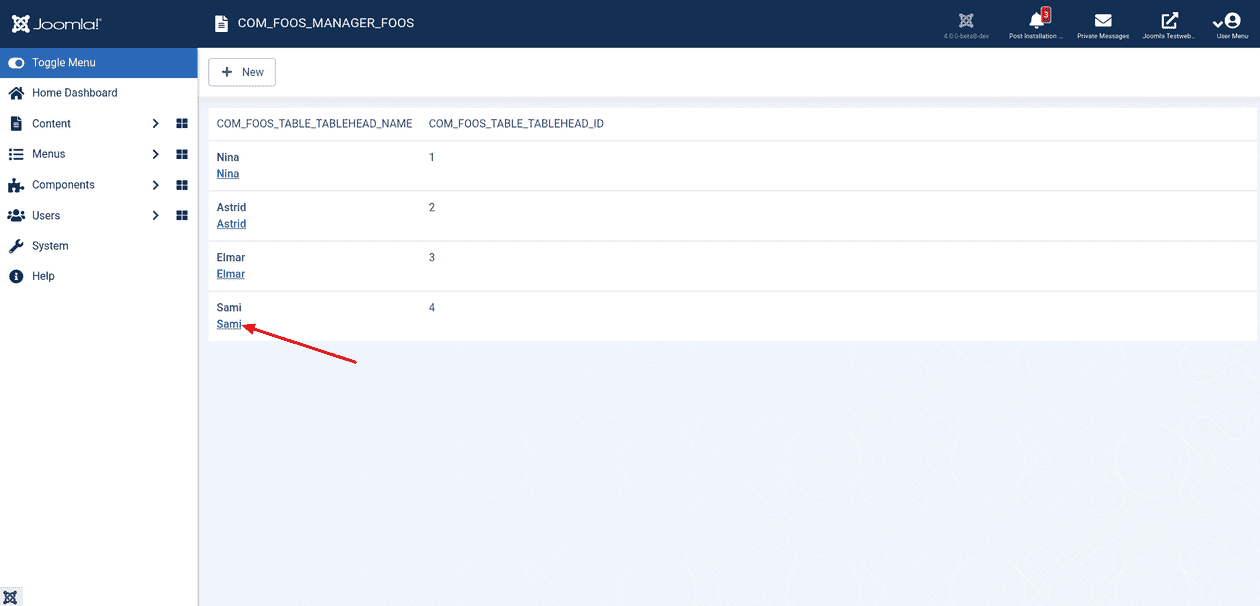 Joomla!®
COM_FOOS_MANAGER_FOOS
4.0.0-beta8-dev
3
Post Installation ...
Private Messages
Joomla Testweb...
User Menu
Toggle Menu
Home Dashboard
Content
Menus
Components
Users
System
Help
New
COM_FOOS_TABLE_TABLEHEAD_NAME COM_FOOS_TABLE_TABLEHEAD_ID
Nina 1
Nina
Astrid 2
Astrid
Elmar 3
Elmar
Sami 4
Sami